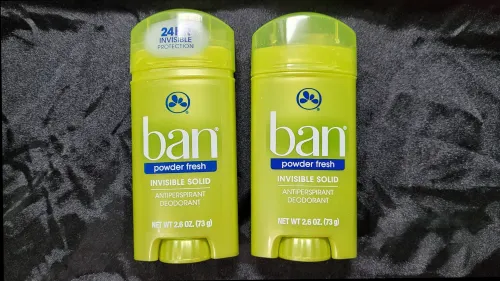 24HR
INVISIBLE
PROTECTION
ban®
powder fresh
INVISIBLE SOLID
ANTIPERSPIRANT
DEODORANT
NET WT 2.6 OZ. (73 g)
ban®
powder fresh
INVISIBLE SOLID
ANTIPERSPIRANT
DEODORANT
NET WT 2.6 OZ. (73 g)